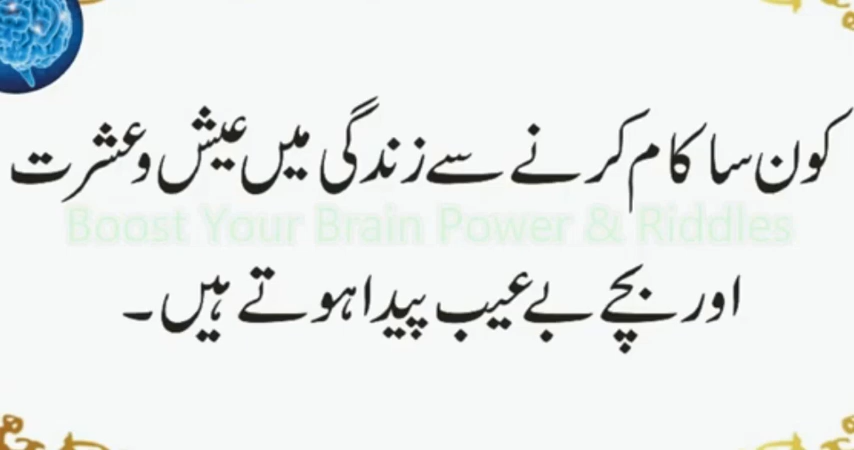 کون سا کام کرنے سے زندگی میں عیش و عشرت
Boost Your Brain Power & Riddles
اور بچے بے عیب پیدا ہوتے ہیں۔